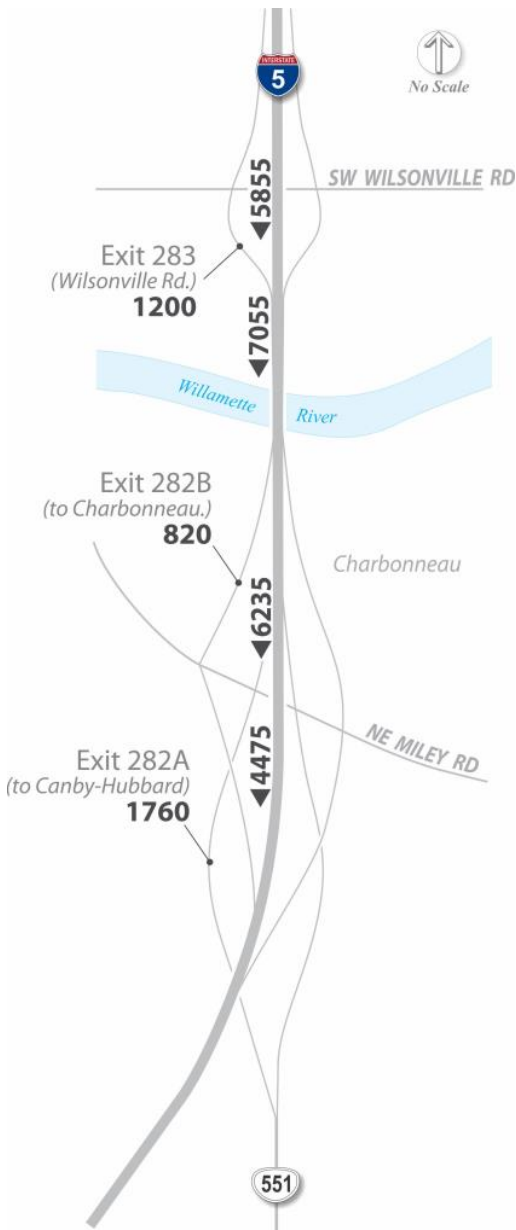 INTERSTATE
5
No Scale
5855
SW WILSONVILLE RD
Exit 283
(Wilsonville Rd.)
1200
7055
Willamette River
Exit 282B
(to Charbonneau.)
820
Charbonneau
6235
NE MILEY RD
4475
Exit 282A
(to Canby-Hubbard)
1760
551